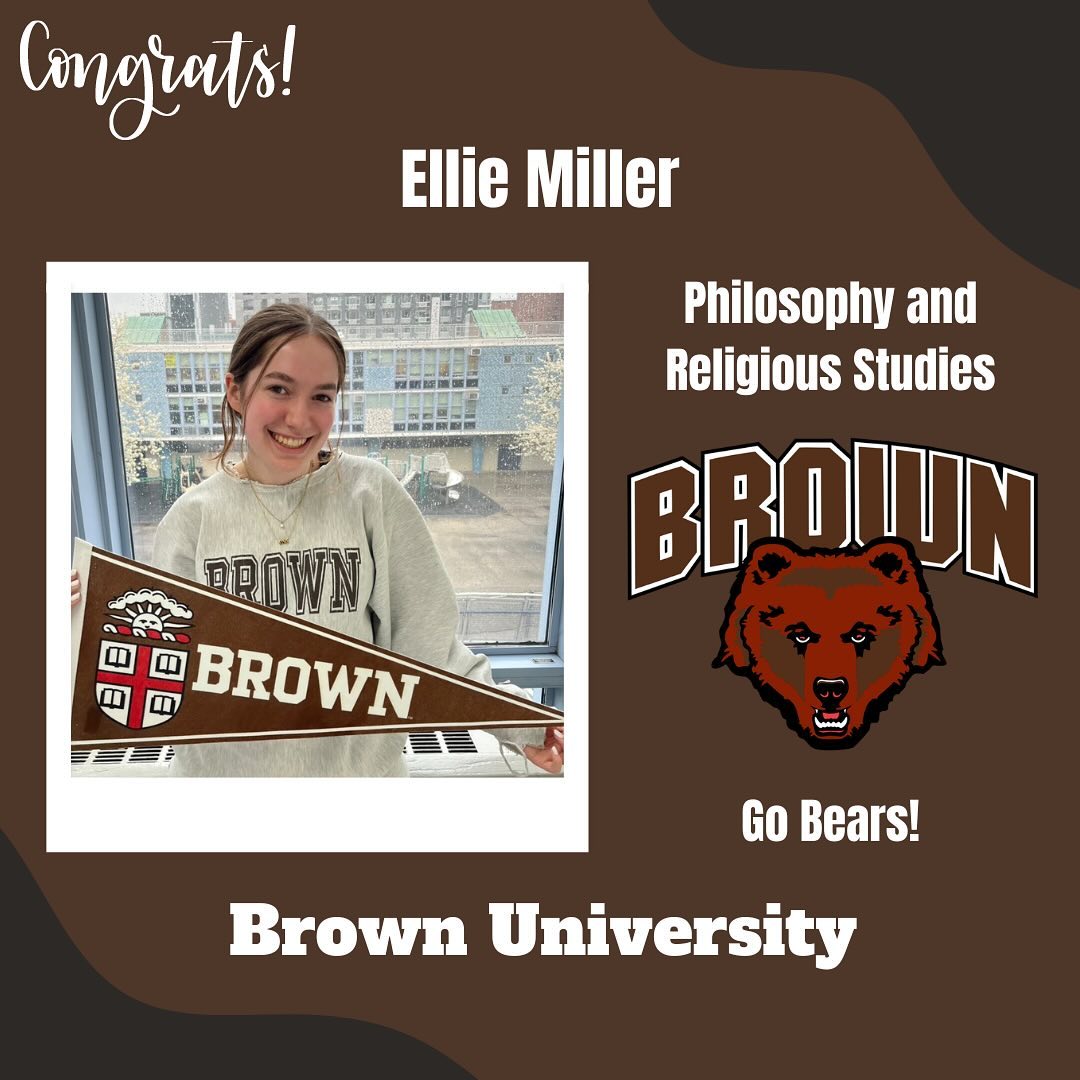 Congrats!
Ellie Miller
Philosophy and
Religious Studies
BROWN
BROWN
BROWN
Go Bears!
Brown University